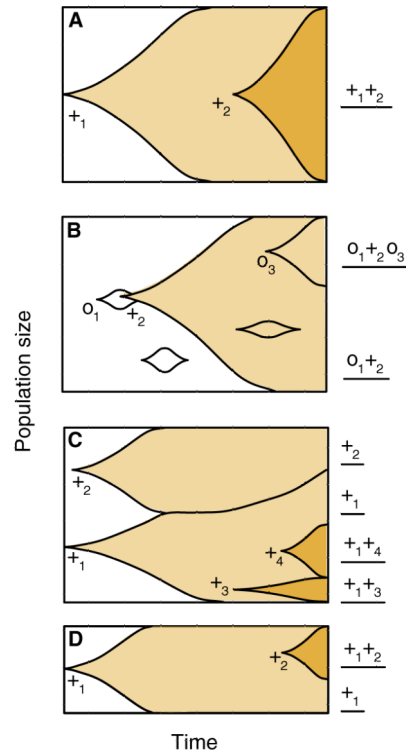 A
+₁
+₂
+₁+₂
B
o₁
+₂
o₃
o₁+₂o₃
o₁+₂
C
+₂
+₁
+₄
+₃
+₂
+₁
+₁+₄
+₁+₃
D
+₁
+₂
+₁+₂
+₁
Population size
Time